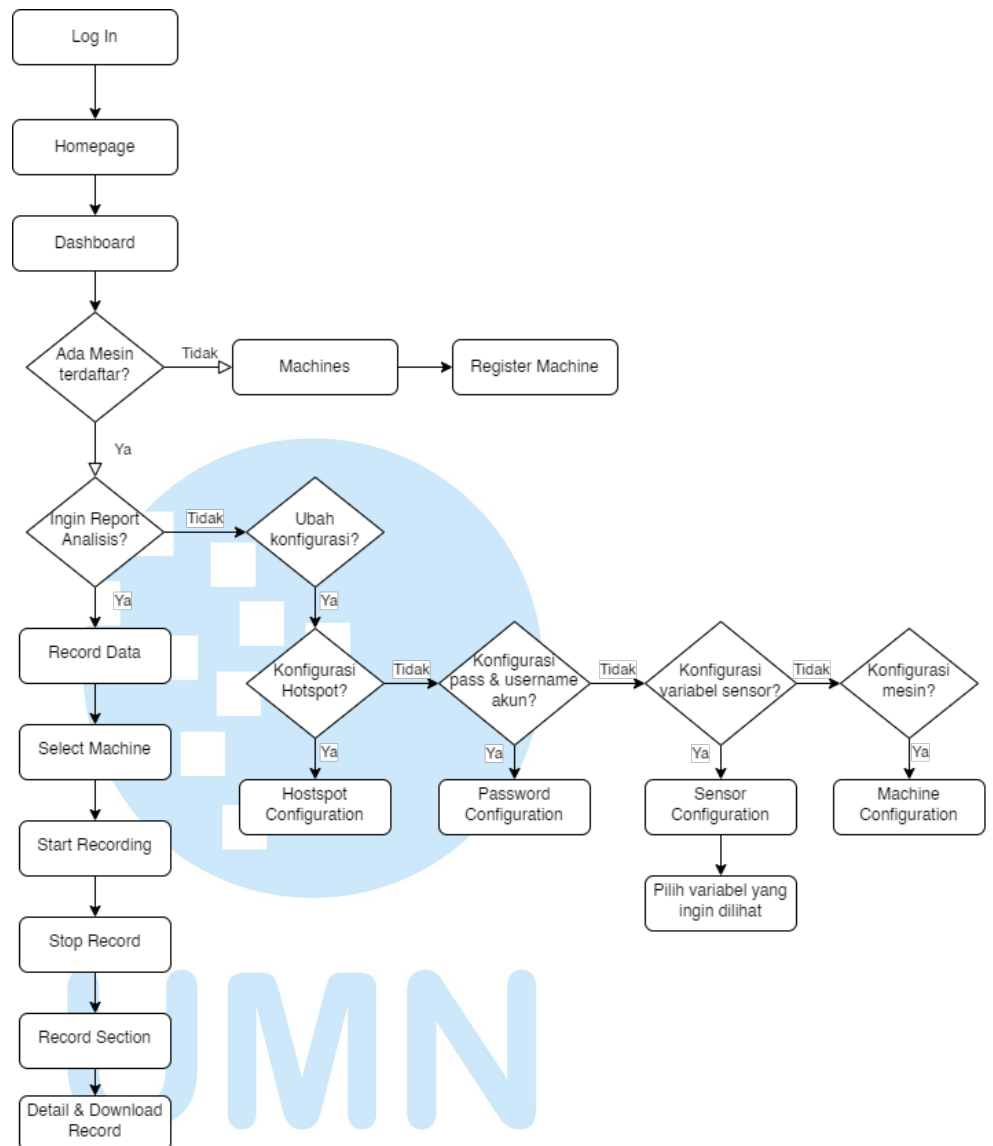 Log In
Homepage
Dashboard
Ada Mesin
terdaftar?
Tidak
Machines
Register Machine
Ya
Ingin Report
Analisis?
Tidak
Ubah
konfigurasi?
Ya
Ya
Record Data
Konfigurasi
Hotspot?
Tidak
Konfigurasi
pass & username
akun?
Tidak
Konfigurasi
variabel sensor?
Tidak
Konfigurasi
mesin?
Select Machine
Ya
Ya
Ya
Ya
Hostspot
Configuration
Password
Configuration
Sensor
Configuration
Machine
Configuration
Start Recording
Pilih variabel yang
ingin dilihat
Stop Record
Record Section
Detail & Download
Record
UMN